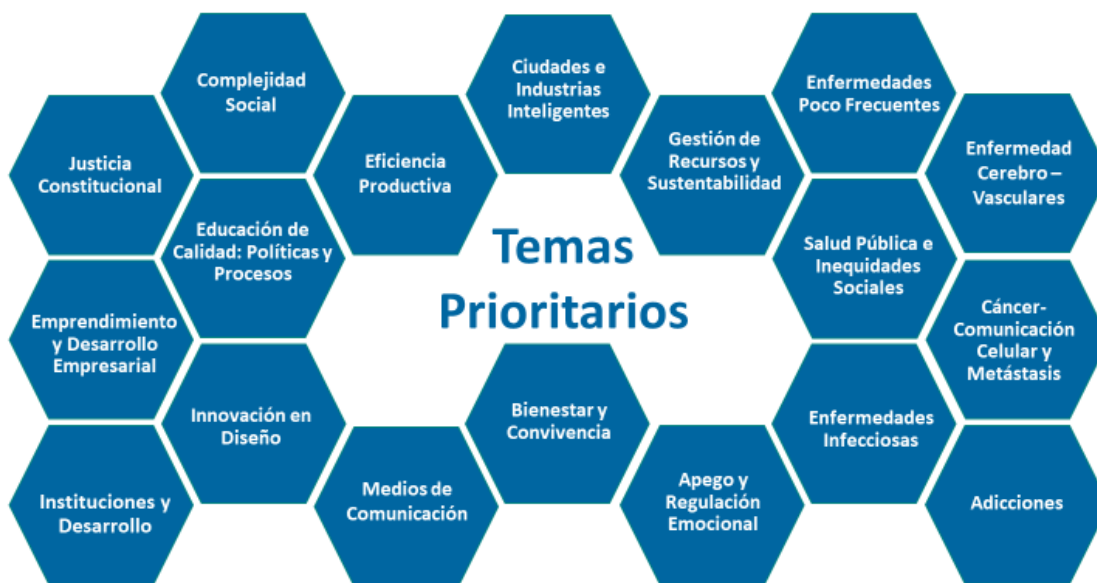 Complejidad
Social
Ciudades e
Industrias
Inteligentes
Enfermedades
Poco Frecuentes
Justicia
Constitucional
Eficiencia
Productiva
Gestión de
Recursos y
Sustentabilidad
Enfermedad
Cerebro –
Vasculares
Educación de
Calidad: Políticas y
Procesos
Temas
Prioritarios
Salud Pública e
Inequidades
Sociales
Emprendimiento
y Desarrollo
Empresarial
Cáncer-
Comunicación
Celular y
Metástasis
Innovación en
Diseño
Bienestar y
Convivencia
Enfermedades
Infecciosas
Instituciones y
Desarrollo
Medios de
Comunicación
Apego y
Regulación
Emocional
Adicciones